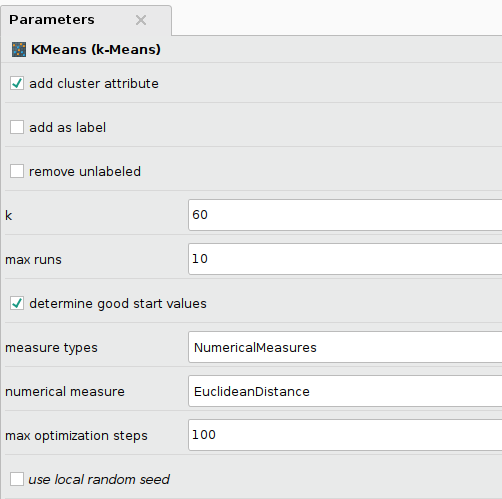 Parameters
KMeans (k-Means)
add cluster attribute
add as label
remove unlabeled
k 60
max runs 10
determine good start values
measure types NumericalMeasures
numerical measure EuclideanDistance
max optimization steps 100
use local random seed